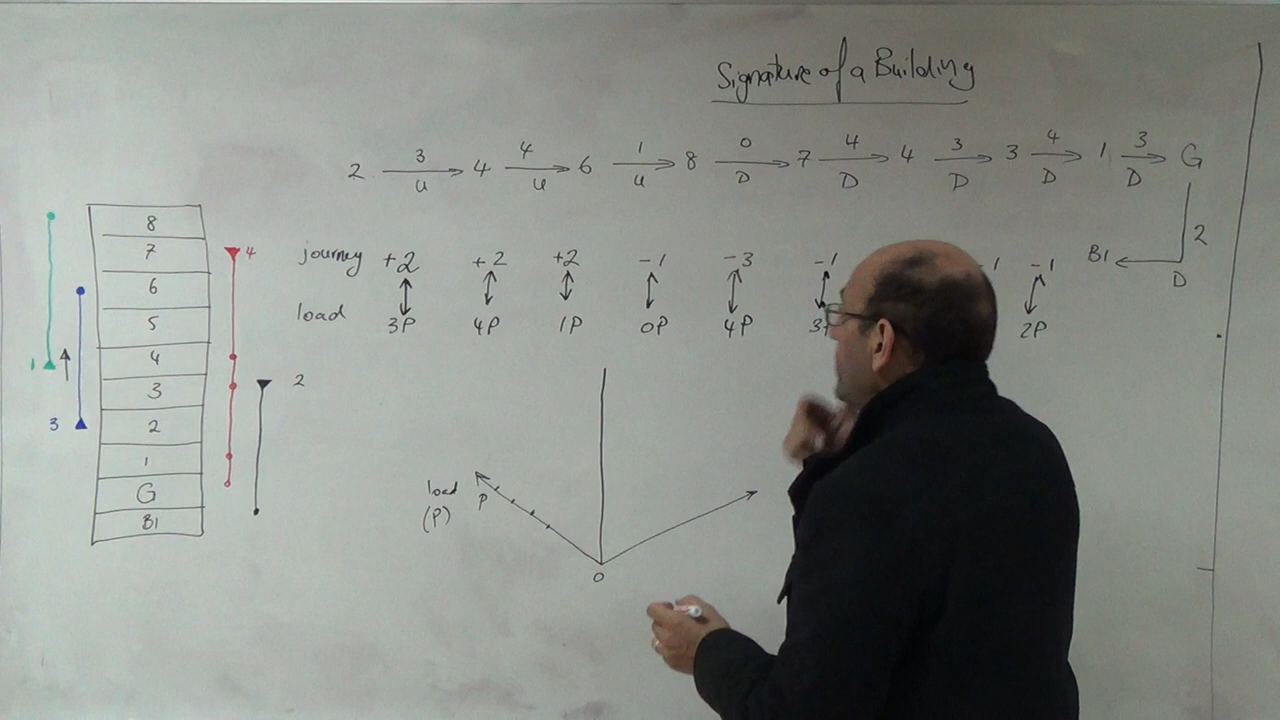 Signature of a Building
3 4 1 0 4 3 4 3
2 → 4 → 6 → 8 → 7 → 4 → 3 → 1 → G
U U U D D D D D
2
B1 ←
D
journey +2 +2 +2 -1 -3 -1 -1 -1
load 3P 4P 1P 0P 4P 2P
8
7
4
6
5
4
1
3
2
2
3
1
G
B1
load
(P)
P
0